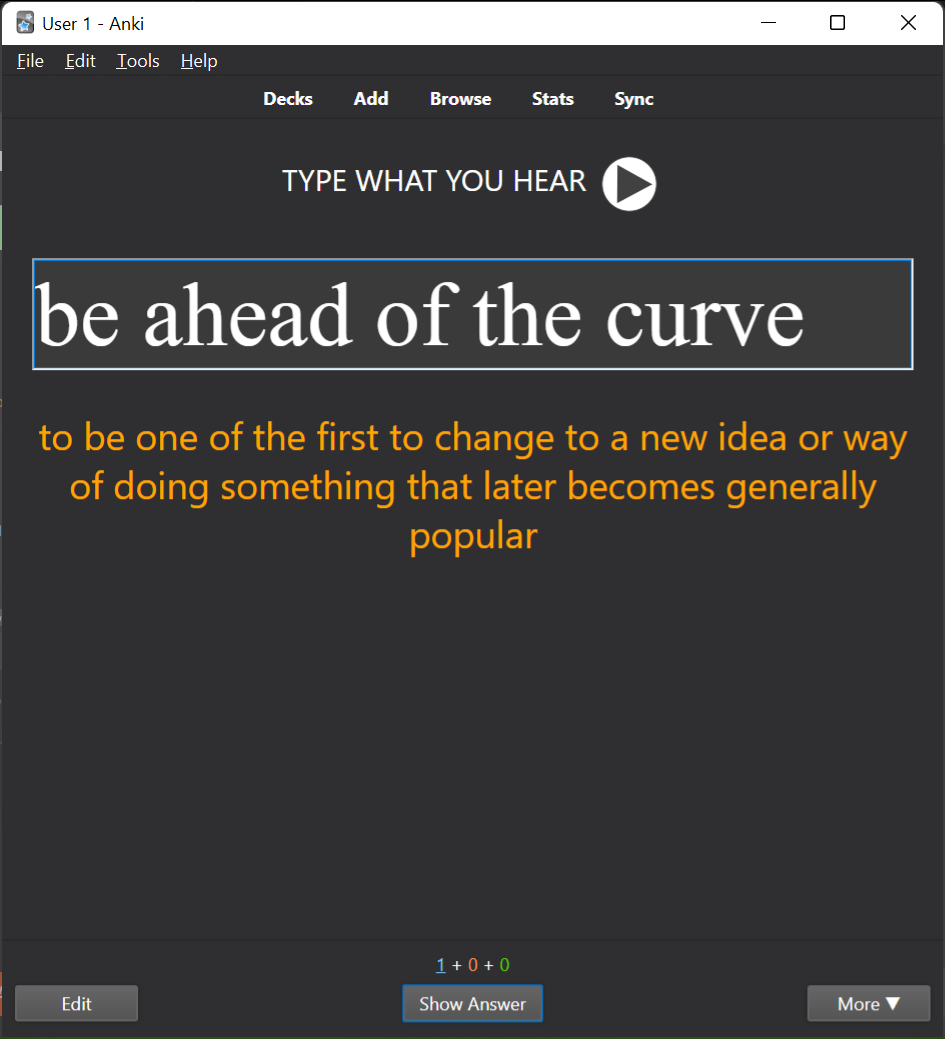 User 1 - Anki
File Edit Tools Help
Decks Add Browse Stats Sync
TYPE WHAT YOU HEAR
be ahead of the curve
to be one of the first to change to a new idea or way
of doing something that later becomes generally
popular
1 + 0 + 0
Edit Show Answer More ▼